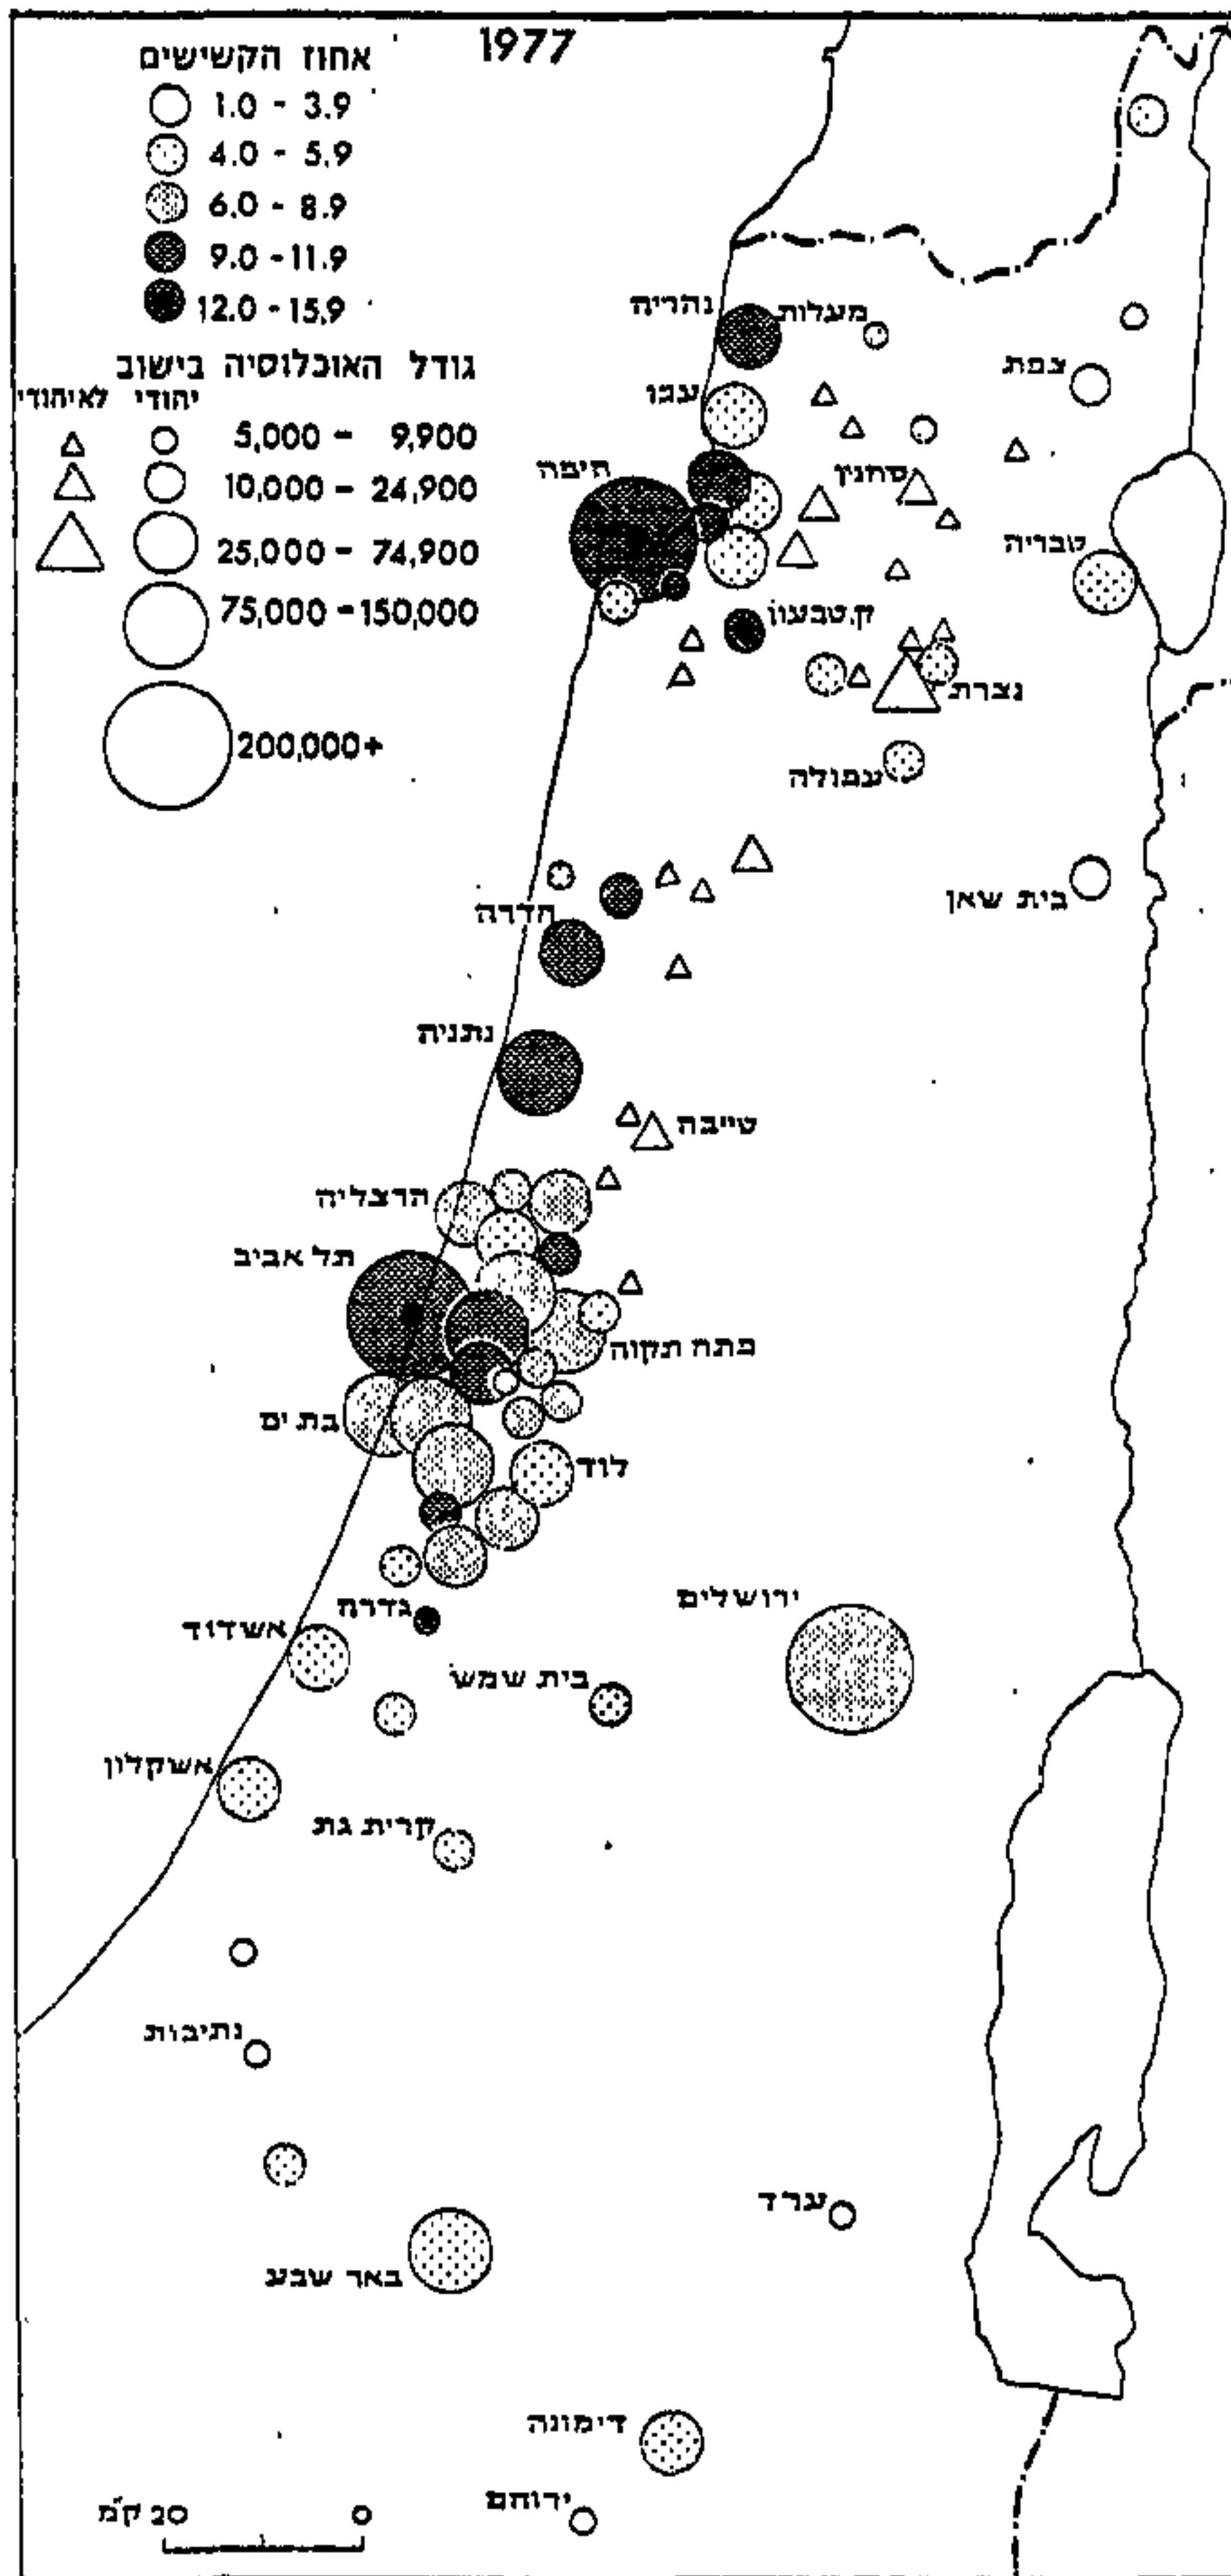 1977
אחוז הקשישים
1.0 - 3.9
4.0 - 5.9
6.0 - 8.9
9.0 - 11.9
12.0 - 15.9
גודל האוכלוסיה בישוב
יהודי לאיהודי
5,000 - 9,900
10,000 - 24,900
25,000 - 74,900
75,000 - 150,000
200,000+
נהריה
מעלות
צפת
עכו
חיפה
סחנין
טבריה
ק.טבעון
נצרת
עפולה
בית שאן
חדרה
נתניה
טייבה
הרצליה
תל אביב
פתח תקוה
בת ים
לוד
ירושלים
גדרה
אשדוד
בית שמש
אשקלון
קרית גת
נתיבות
ערד
באר שבע
דימונה
ירוחם
0 20 ק"מ